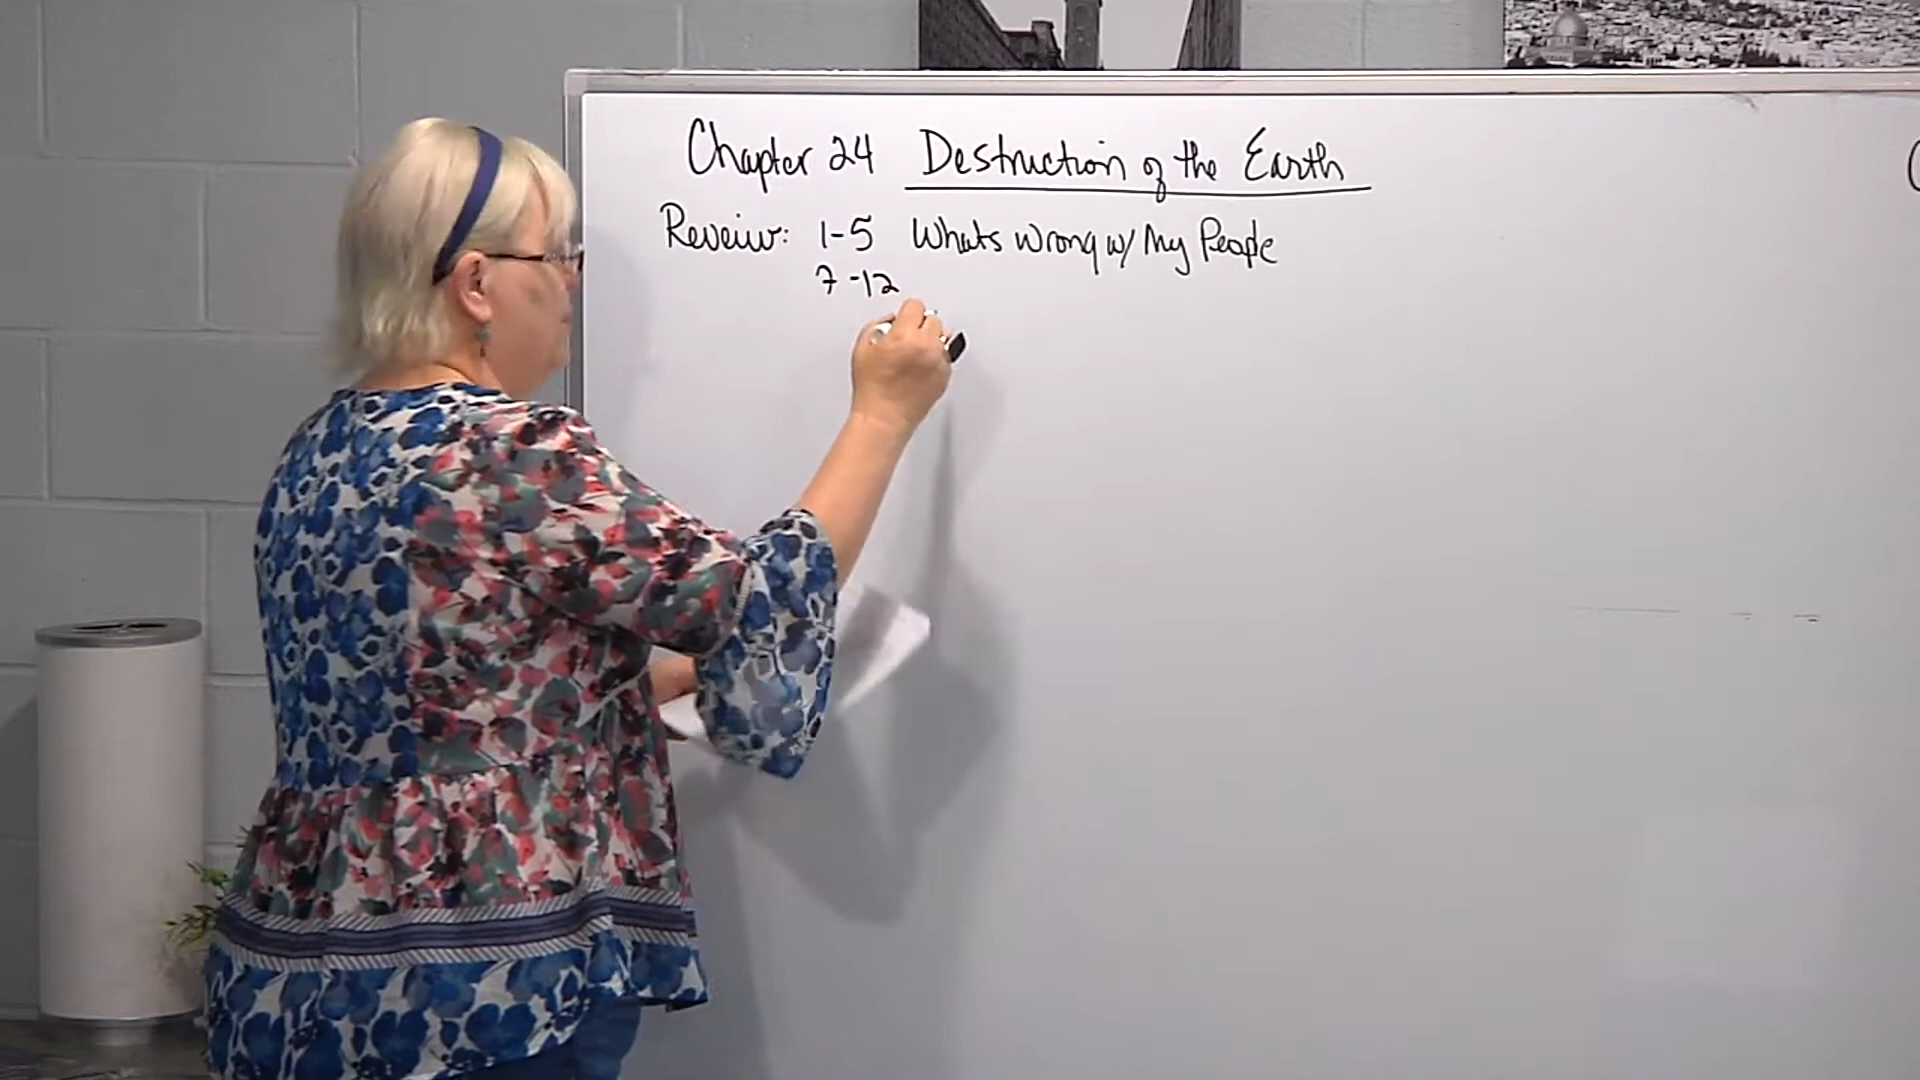 Chapter 24 Destruction of the Earth
Reveiw: 1-5 Whats wrong w/ My People
7-12